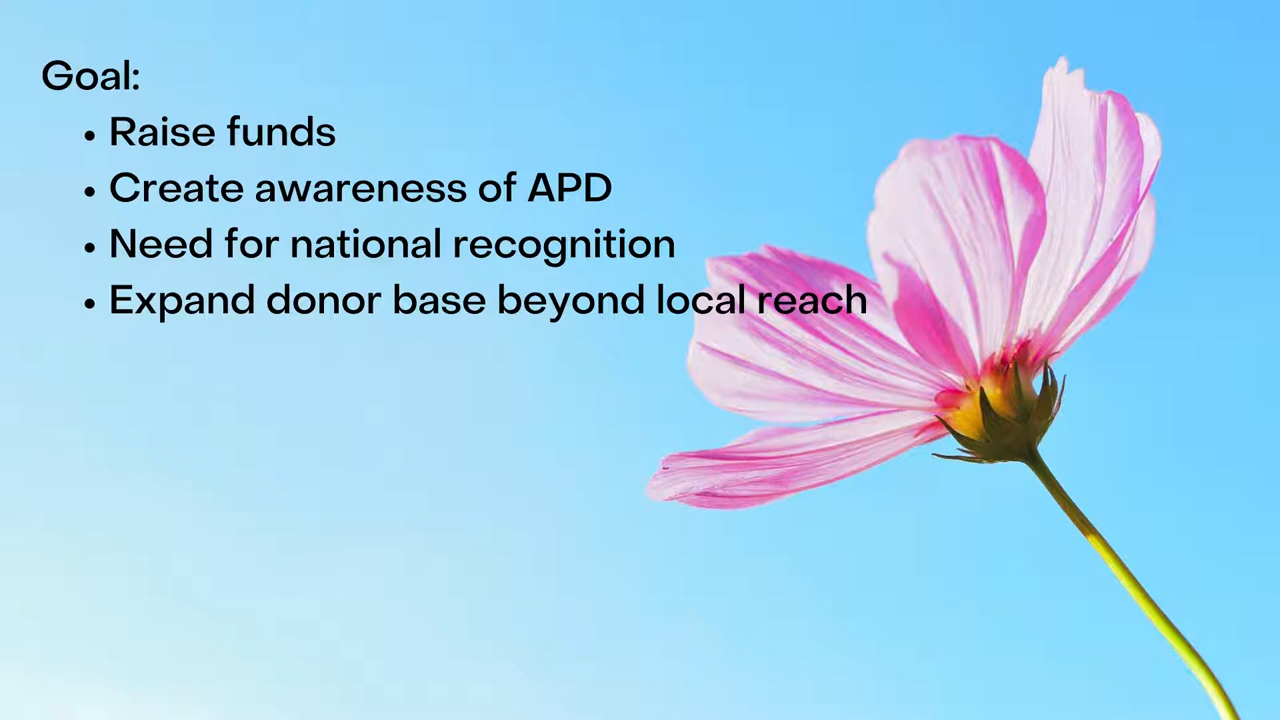 Goal:
• Raise funds
• Create awareness of APD
• Need for national recognition
• Expand donor base beyond local reach